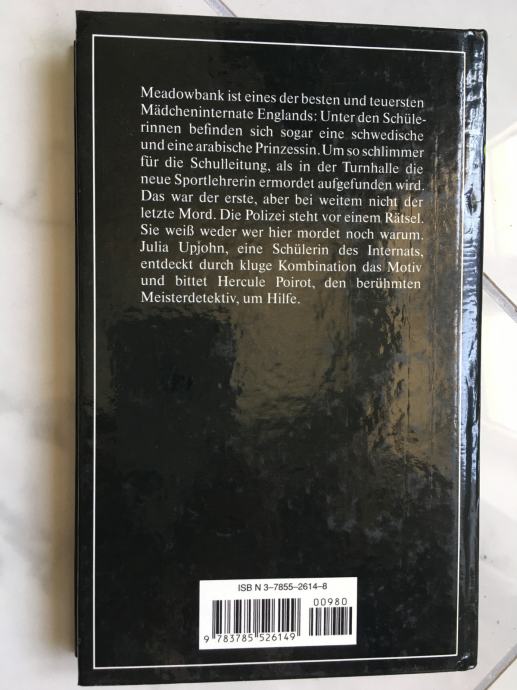 Meadowbank ist eines der besten und teuersten
Mädcheninternate Englands: Unter den Schüle-
rinnen befinden sich sogar eine schwedische
und eine arabische Prinzessin. Um so schlimmer
für die Schulleitung, als in der Turnhalle die
neue Sportlehrerin ermordet aufgefunden wird.
Das war der erste, aber bei weitem nicht der
letzte Mord. Die Polizei steht vor einem Rätsel.
Sie weiß weder wer hier mordet noch warum.
Julia Upjohn, eine Schülerin des Internats,
entdeckt durch kluge Kombination das Motiv
und bittet Hercule Poirot, den berühmten
Meisterdetektiv, um Hilfe.
ISB N 3–7855–2614–8
00980
9 783785 526149